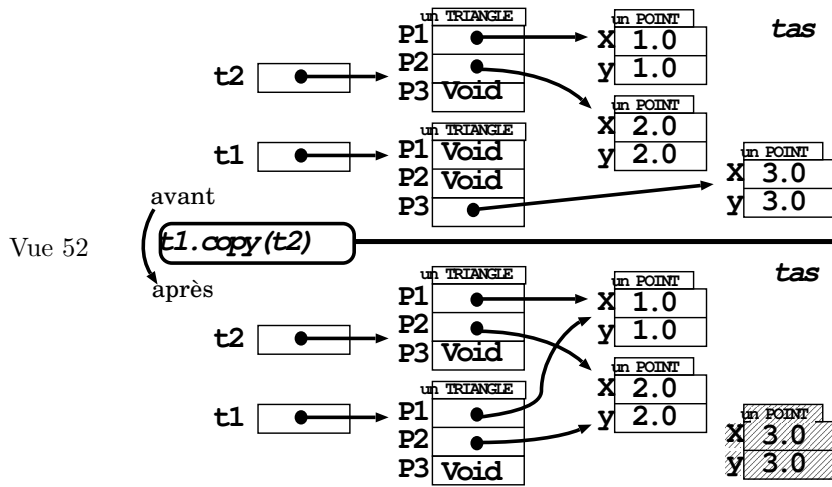 un TRIANGLE
P1
P2
P3 Void
t2
un POINT
x 1.0
y 1.0
un POINT
x 2.0
y 2.0
tas
un TRIANGLE
t1
P1 Void
P2 Void
P3
un POINT
x 3.0
y 3.0
avant
Vue 52
t1.copy(t2)
après
tas
un TRIANGLE
P1
P2
P3 Void
t2
un POINT
x 1.0
y 1.0
un POINT
x 2.0
y 2.0
un TRIANGLE
t1
P1
P2
P3 Void
un POINT
x 3.0
y 3.0